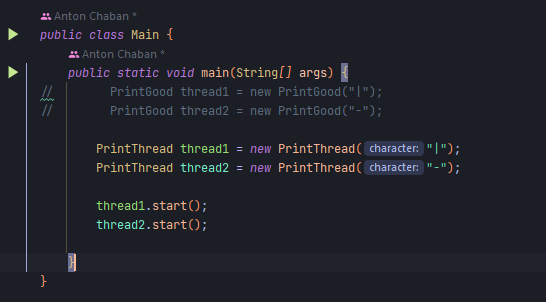 Anton Chaban *
public class Main {
Anton Chaban *
public static void main(String[] args) {
//        PrintGood thread1 = new PrintGood("|");
//        PrintGood thread2 = new PrintGood("-");
PrintThread thread1 = new PrintThread( character: "|");
PrintThread thread2 = new PrintThread( character: "-");
thread1.start();
thread2.start();
}
}